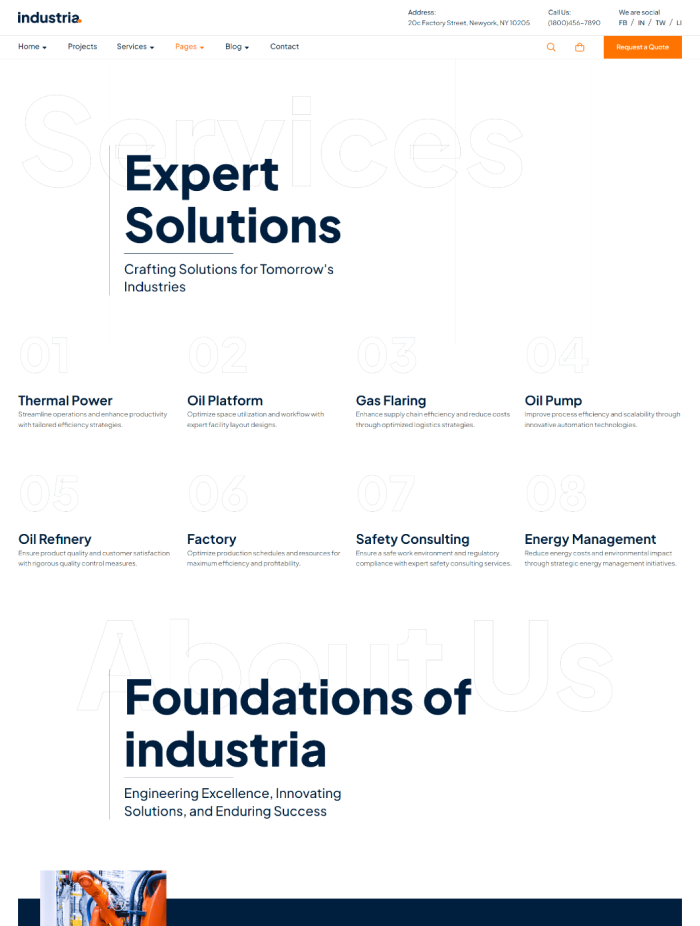 industria.
Address:
20c Factory Street. Newyork, NY 10205
Call Us:
(1800)456-7890
We are social
FB / IN / TW / LI
Home
Projects
Services
Pages
Blog
Contact
Request a Quote
Services
Expert
Solutions
Crafting Solutions for Tomorrow's
Industries
01
02
03
04
Thermal Power
Streamline operations and enhance productivity
with tailored efficiency strategies.
Oil Platform
Optimize space utilization and workflow with
expert facility layout designs.
Gas Flaring
Enhance supply chain efficiency and reduce costs
through optimized logistics strategies.
Oil Pump
Improve process efficiency and scalability through
innovative automation technologies.
05
06
07
08
Oil Refinery
Ensure product quality and customer satisfaction
with rigorous quality control measures.
Factory
Optimize production schedules and resources for
maximum efficiency and profitability.
Safety Consulting
Ensure a safe work environment and regulatory
compliance with expert safety consulting services.
Energy Management
Reduce energy costs and environmental impact
through strategic energy management initiatives.
About Us
Foundations of
industria
Engineering Excellence, Innovating
Solutions, and Enduring Success